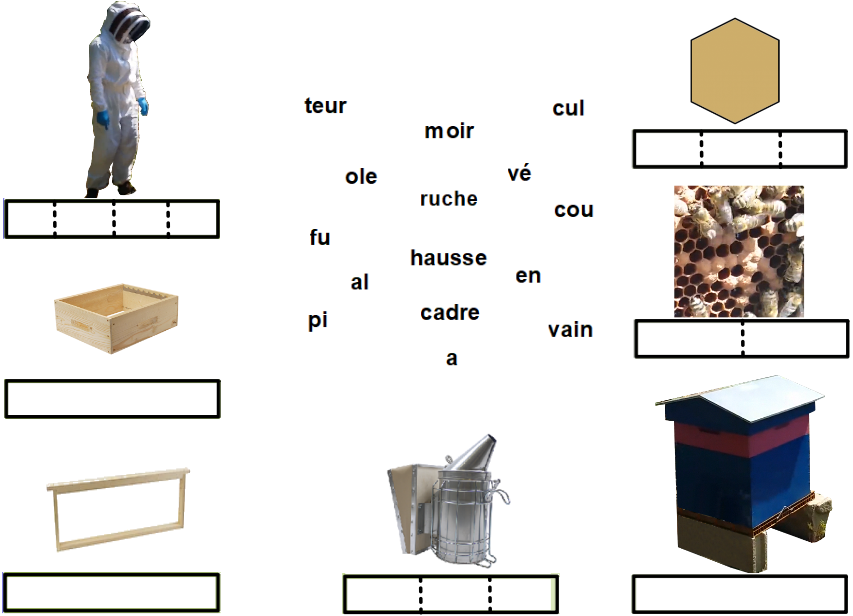 teur
cul
moir
ole
vé
ruche
cou
fu
hausse
al
en
cadre
pi
vain
a